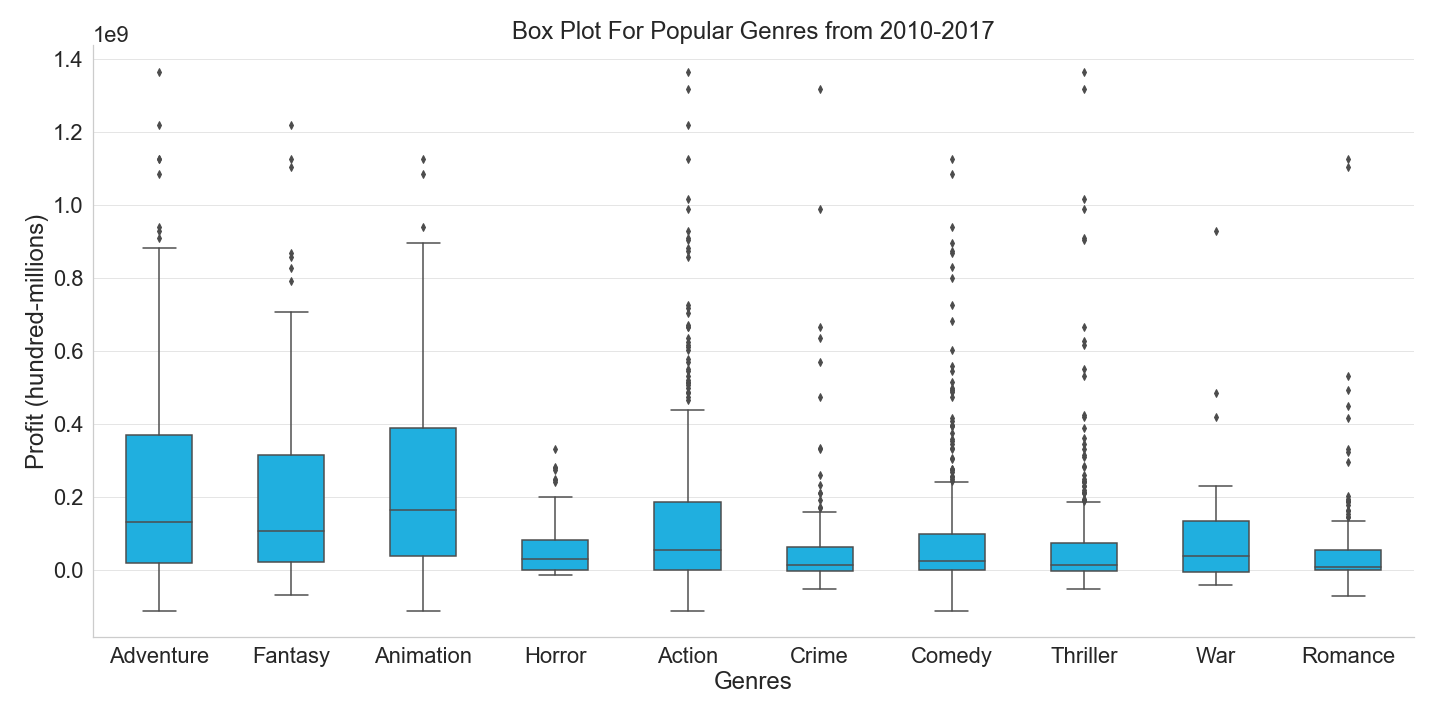 Box Plot For Popular Genres from 2010-2017
1e9
1.4
1.2
1.0
0.8
0.6
0.4
0.2
0.0
Profit (hundred-millions)
Adventure Fantasy Animation Horror Action Crime Comedy Thriller War Romance
Genres